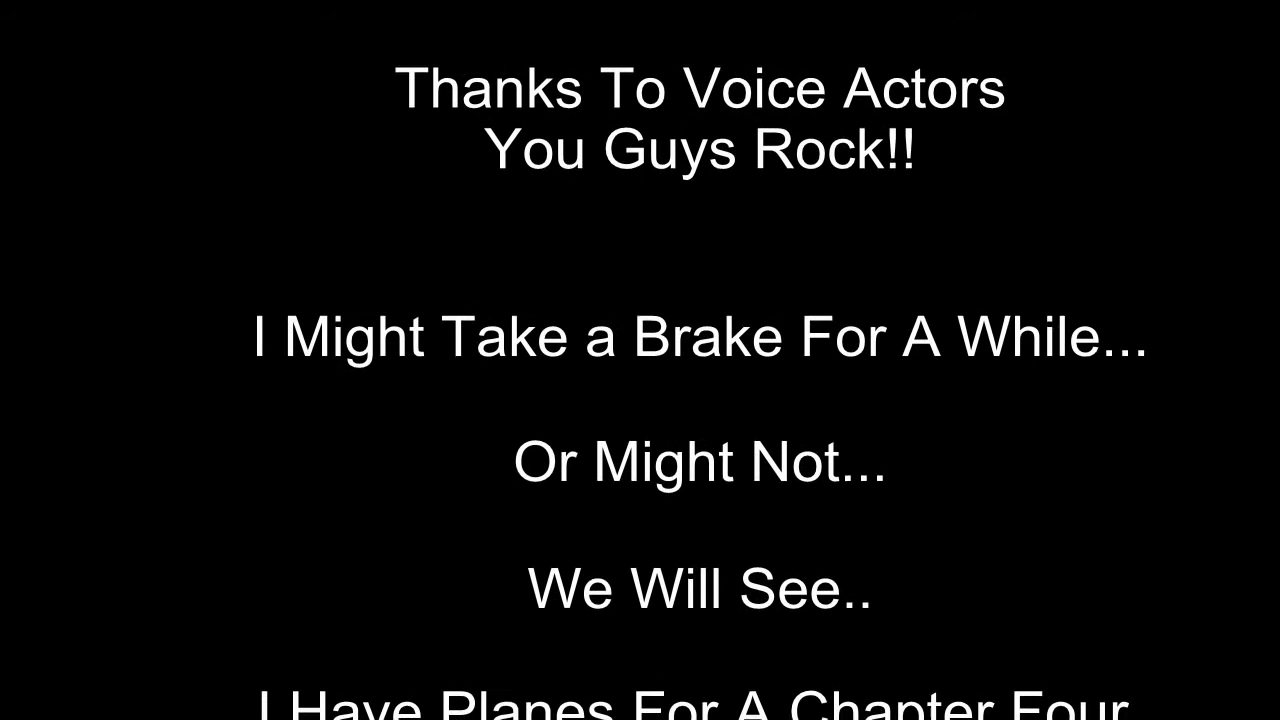 Thanks To Voice Actors
You Guys Rock!!
I Might Take a Brake For A While...
Or Might Not...
We Will See..
I Have Planes For A Chapter Four